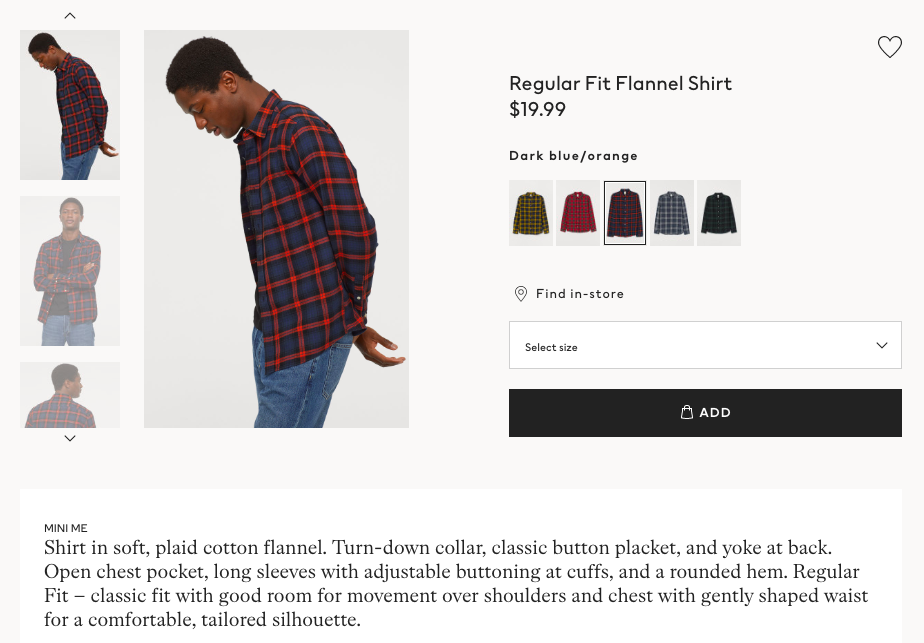 Regular Fit Flannel Shirt
$19.99
Dark blue/orange
Find in-store
Select size
ADD
MINI ME
Shirt in soft, plaid cotton flannel. Turn-down collar, classic button placket, and yoke at back.
Open chest pocket, long sleeves with adjustable buttoning at cuffs, and a rounded hem. Regular
Fit – classic fit with good room for movement over shoulders and chest with gently shaped waist
for a comfortable, tailored silhouette.